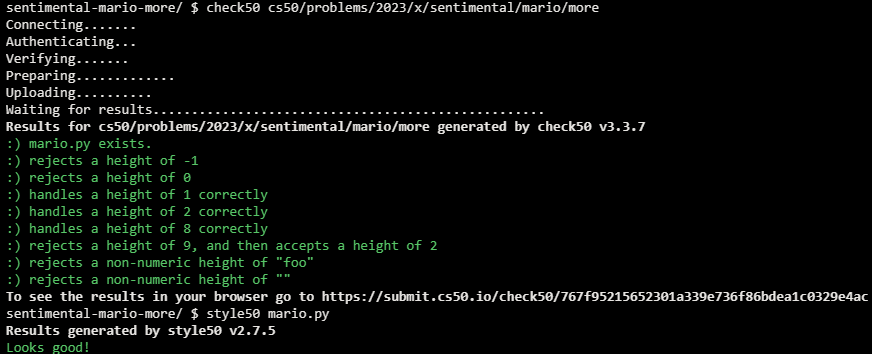 sentimental-mario-more/ $ check50 cs50/problems/2023/x/sentimental/mario/more
Connecting.......
Authenticating...
Verifying.......
Preparing.............
Uploading..........
Waiting for results...................................................
Results for cs50/problems/2023/x/sentimental/mario/more generated by check50 v3.3.7
:) mario.py exists.
:) rejects a height of -1
:) rejects a height of 0
:) handles a height of 1 correctly
:) handles a height of 2 correctly
:) handles a height of 8 correctly
:) rejects a height of 9, and then accepts a height of 2
:) rejects a non-numeric height of "foo"
:) rejects a non-numeric height of ""
To see the results in your browser go to https://submit.cs50.io/check50/767f95215652301a339e736f86bdea1c0329e4ac
sentimental-mario-more/ $ style50 mario.py
Results generated by style50 v2.7.5
Looks good!